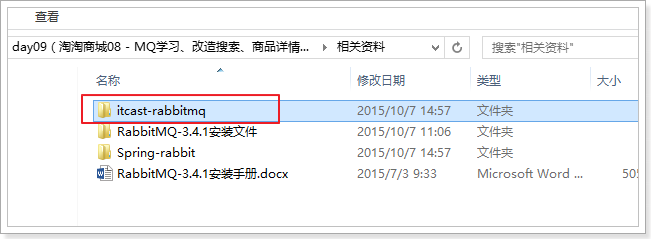 查看
day09 ( 淘淘商城08 - MQ学习、改造搜索、商品详情... 相关资料 搜索"相关资料"
名称 修改日期 类型 大小
itcast-rabbitmq 2015/10/7 14:57 文件夹
RabbitMQ-3.4.1安装文件 2015/10/7 11:06 文件夹
Spring-rabbit 2015/10/7 14:57 文件夹
RabbitMQ-3.4.1安装手册.docx 2015/7/3 9:33 Microsoft Word ...